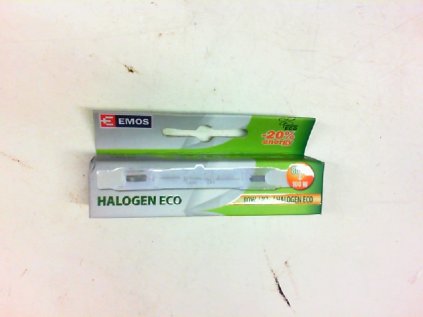 EMOS
-20%
ENERGY
100 W
HALOGEN ECO
HALOGEN ECO